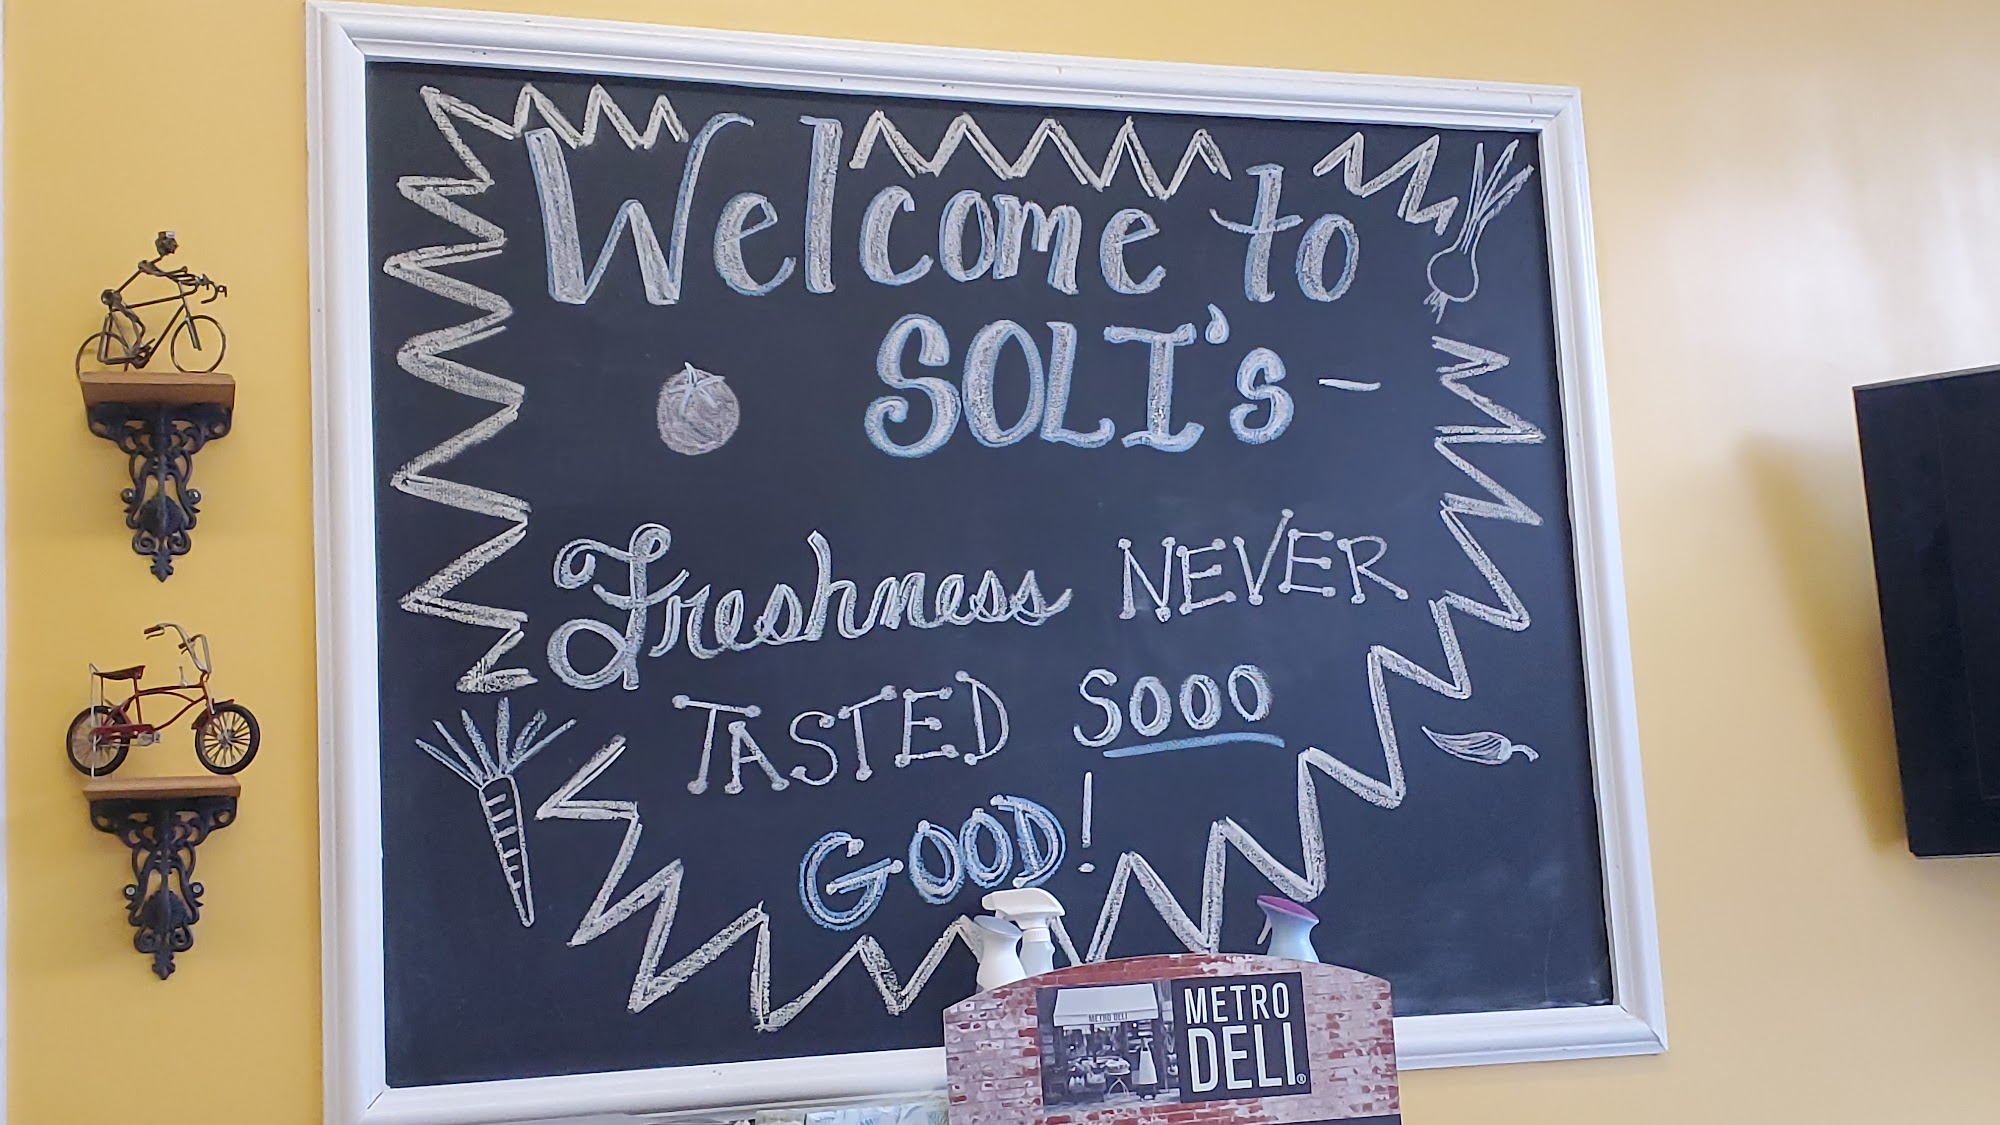 Welcome to
SOLI's -
Freshness NEVER
TASTED SOOO
GOOD!
METRO DELI
METRO
DELI®